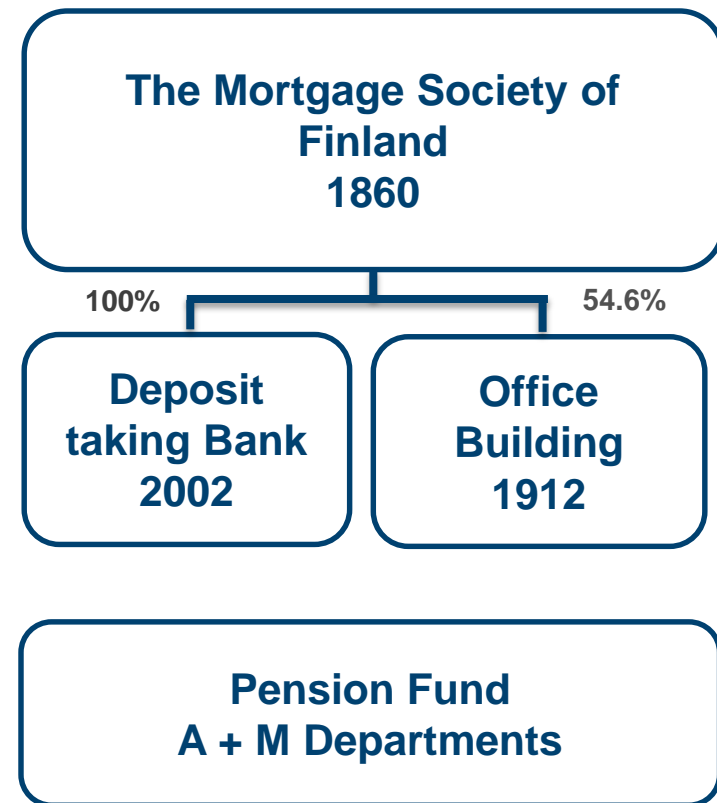 The Mortgage Society of
Finland
1860
100%
54.6%
Deposit
taking Bank
2002
Office
Building
1912
Pension Fund
A + M Departments